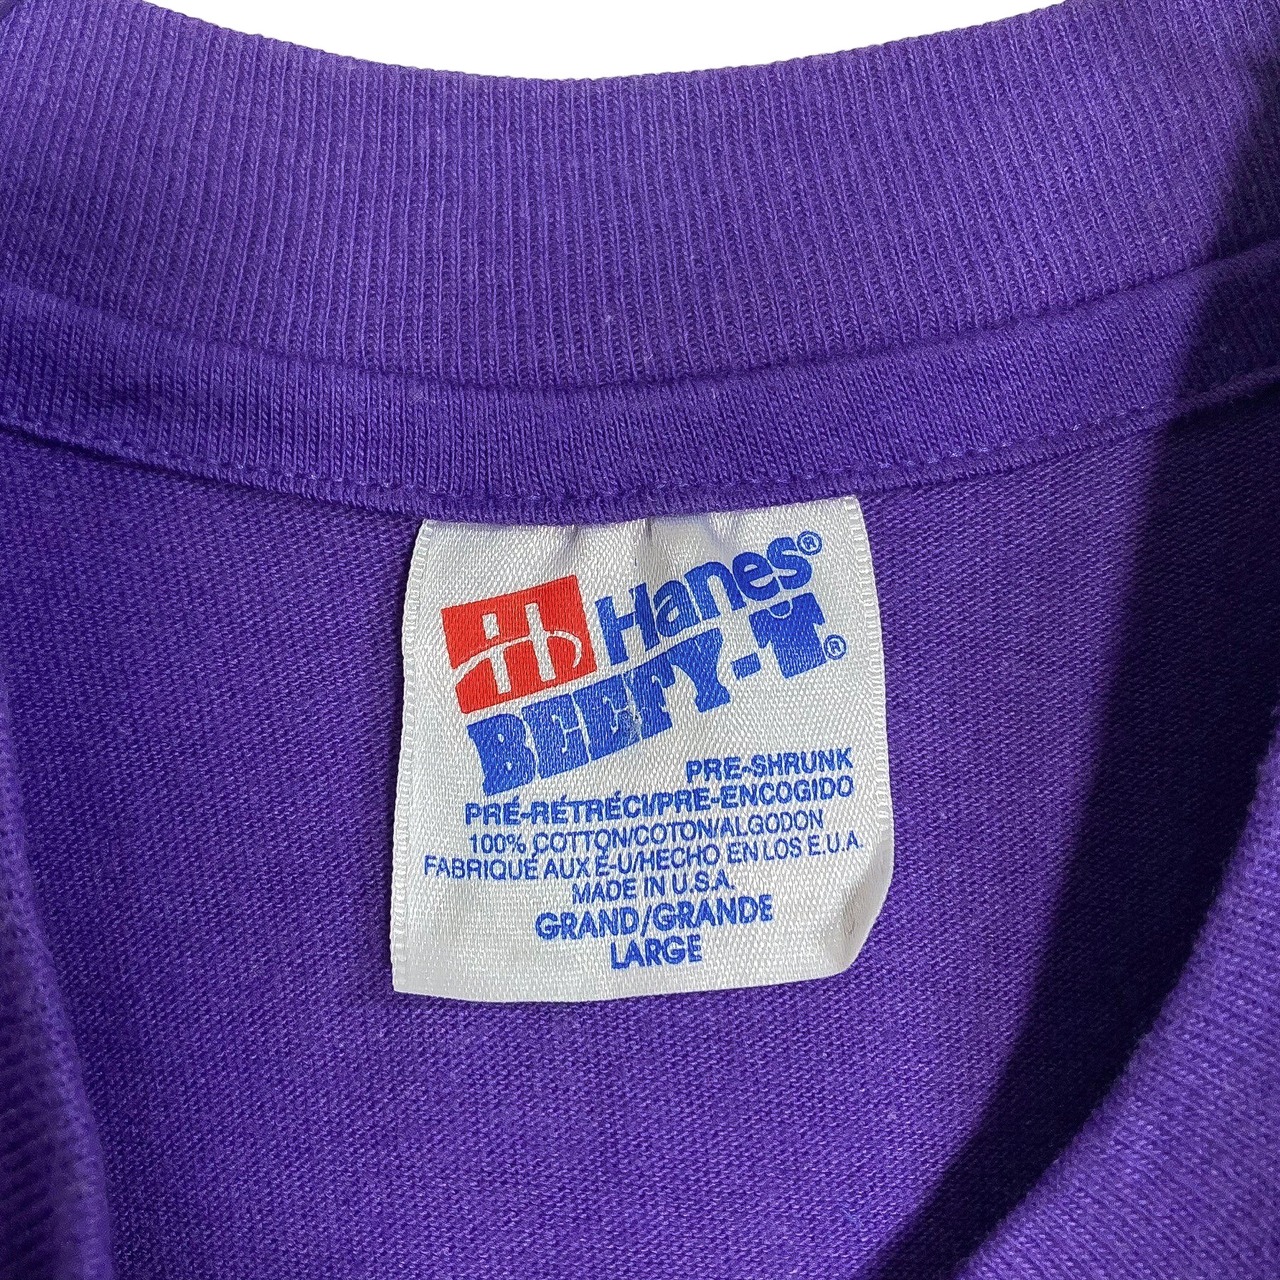 Hanes®
BEEFY-T®
PRE-SHRUNK
PRÉ-RÉTRÉCI/PRE-ENCOGIDO
100% COTTON/COTON/ALGODON
FABRIQUÉ AUX É-U/HECHO EN LOS E.U.A.
MADE IN U.S.A.
GRAND/GRANDE
LARGE